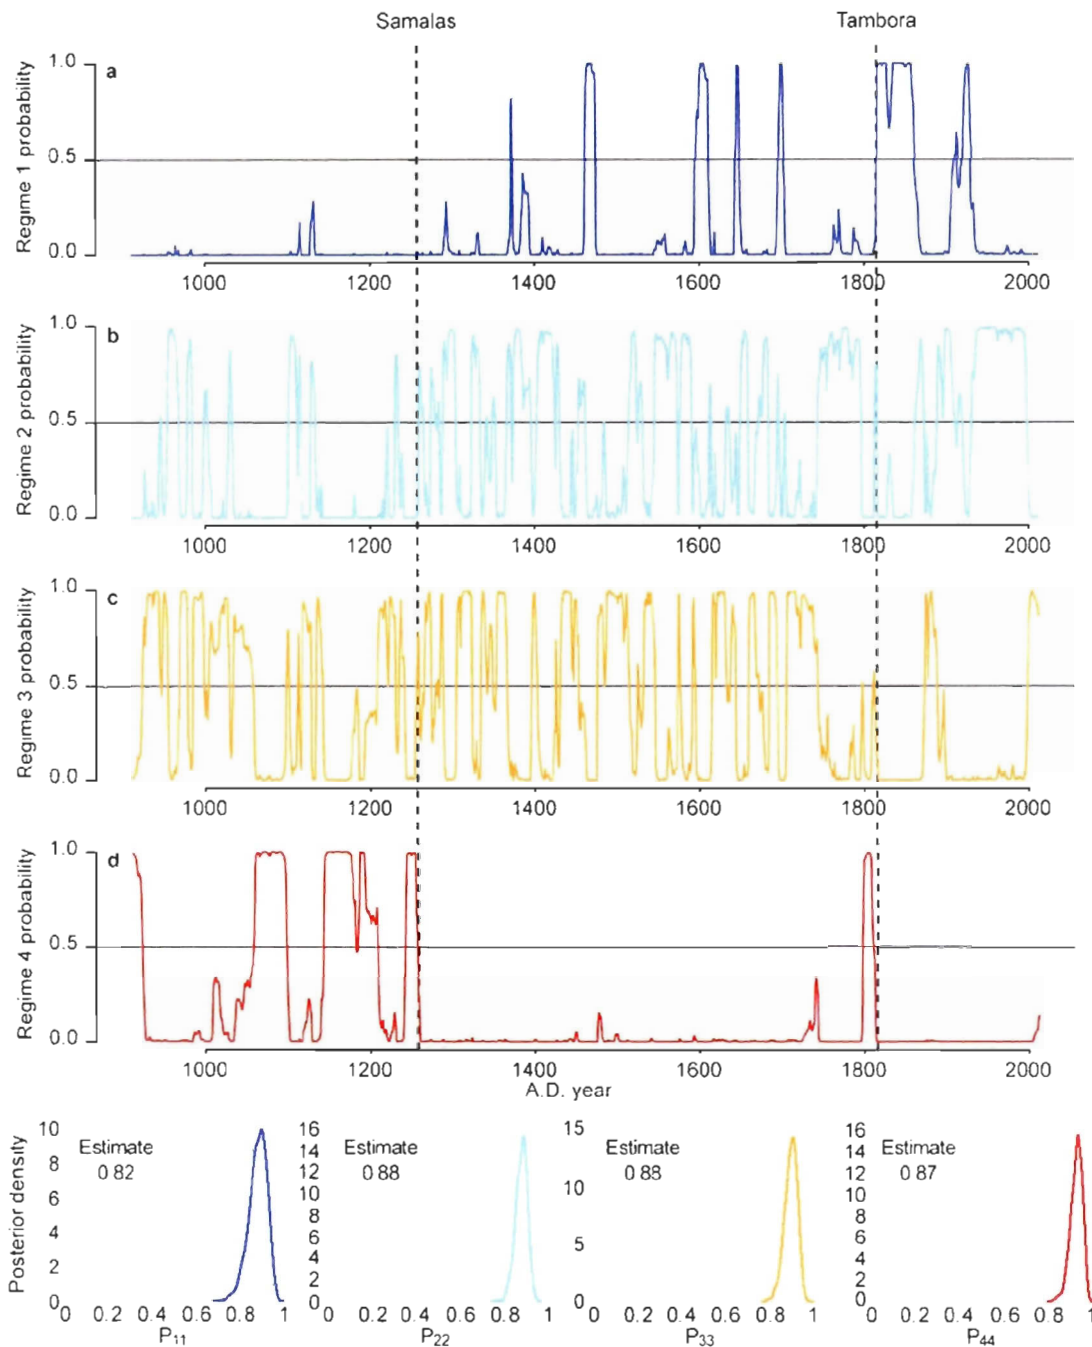 Samalas Tambora
a
Regime 1 probability
1.0
0.5
0.0
1000 1200 1400 1600 1800 2000
b
Regime 2 probability
1.0
0.5
0.0
1000 1200 1400 1600 1800 2000
c
Regime 3 probability
1.0
0.5
0.0
1000 1200 1400 1600 1800 2000
d
Regime 4 probability
1.0
0.5
0.0
1000 1200 1400 1600 1800 2000
A.D. year
Posterior density
10
8
6
4
2
0
Estimate
0 82
0 0.2 0.4 0.6 0.8 1
P11
16
14
12
10
8
6
4
2
0
Estimate
0 88
0 0.2 0.4 0.6 0.8 1
P22
15
10
5
0
Estimate
0 88
0 0.2 0.4 0.6 0.8 1
P33
16
14
12
10
8
6
4
2
0
Estimate
0 87
0 0.2 0.4 0.6 0.8 1
P44